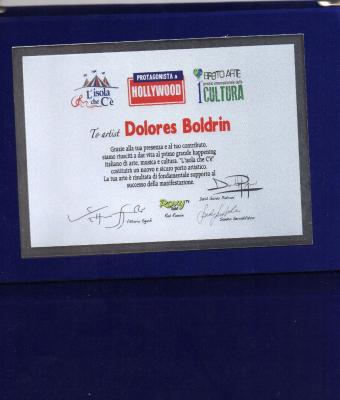 L'isola che C'è
PROTAGONISTA a HOLLYWOOD
EFFETTO ARTE
CULTURA
To artist Dolores Boldrin
Grazie alla tua presenza e al tuo contributo,
siamo riusciti a dar vita al primo grande happening
italiano di arte, musica e cultura. "L'isola che C'è"
costituirà un nuovo e sicuro porto artistico.
La tua arte è risultata di fondamentale supporto al
successo della manifestazione.
Roxy